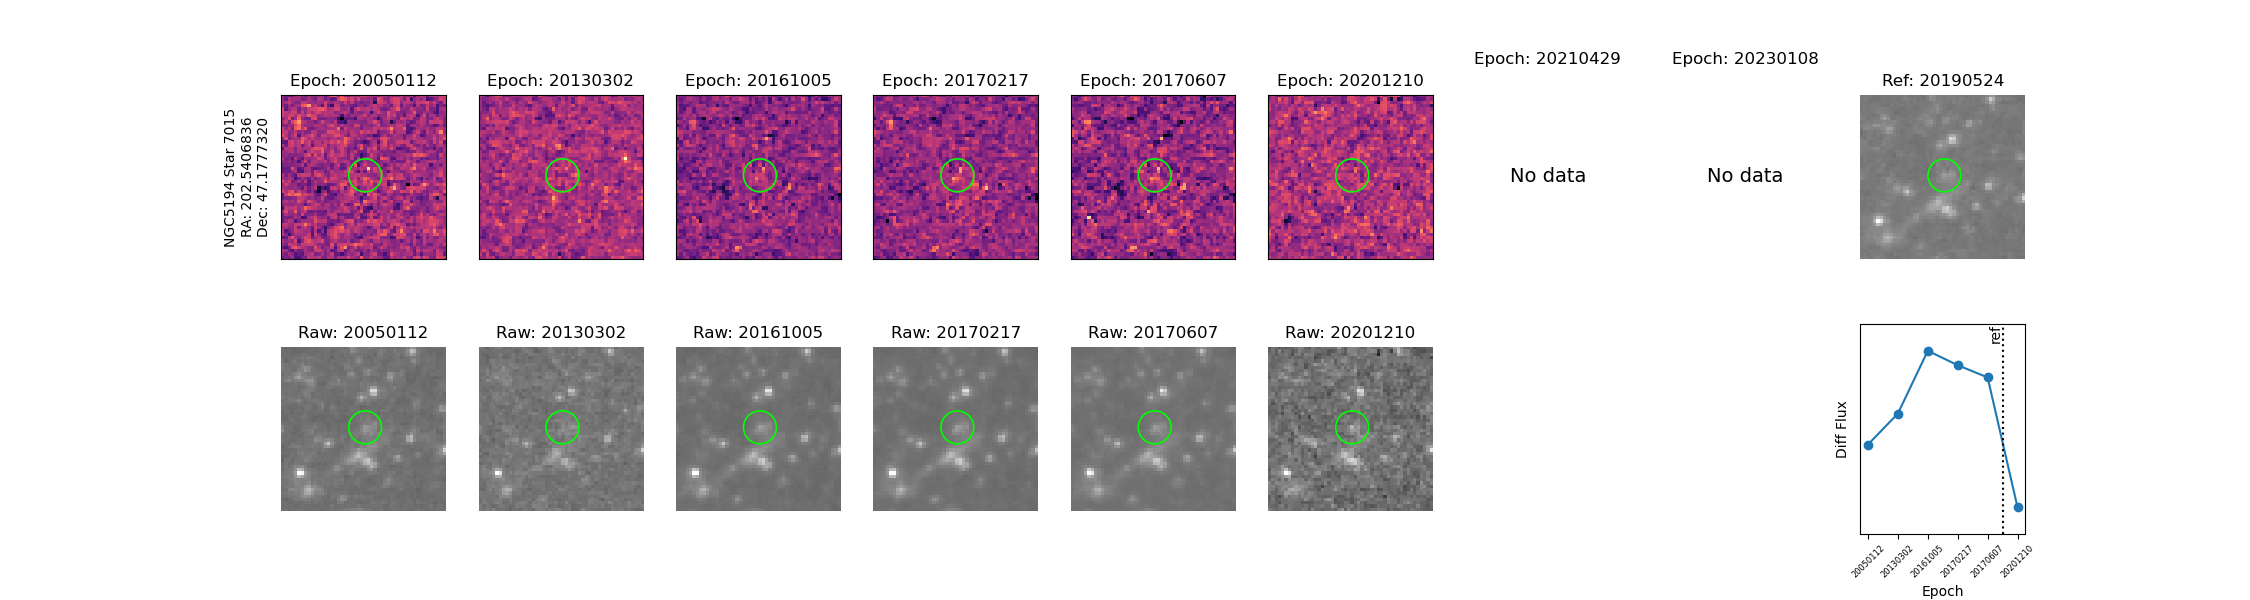 Epoch: 20050112
Epoch: 20130302
Epoch: 20161005
Epoch: 20170217
Epoch: 20170607
Epoch: 20201210
Epoch: 20210429
Epoch: 20230108
Ref: 20190524
NGC5194 Star 7015
RA: 202.5406836
Dec: 47.1777320
No data
No data
Raw: 20050112
Raw: 20130302
Raw: 20161005
Raw: 20170217
Raw: 20170607
Raw: 20201210
ref
Diff Flux
20050112
20130302
20161005
20170217
20170607
20201210
Epoch